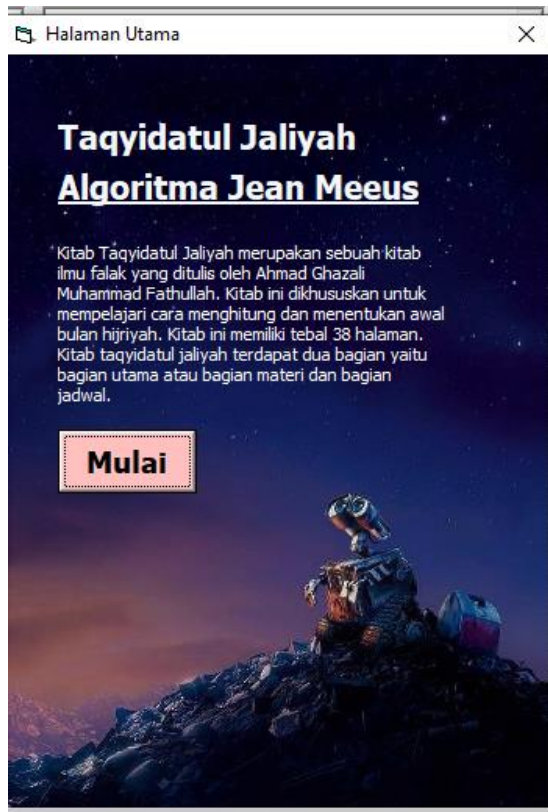 Halaman Utama
Taqyidatul Jaliyah
Algoritma Jean Meeus
Kitab Taqyidatul Jaliyah merupakan sebuah kitab
ilmu falak yang ditulis oleh Ahmad Ghazali
Muhammad Fathullah. Kitab ini dikhususkan untuk
mempelajari cara menghitung dan menentukan awal
bulan hijriyah. Kitab ini memiliki tebal 38 halaman.
Kitab taqyidatul jaliyah terdapat dua bagian yaitu
bagian utama atau bagian materi dan bagian
jadwal.
Mulai